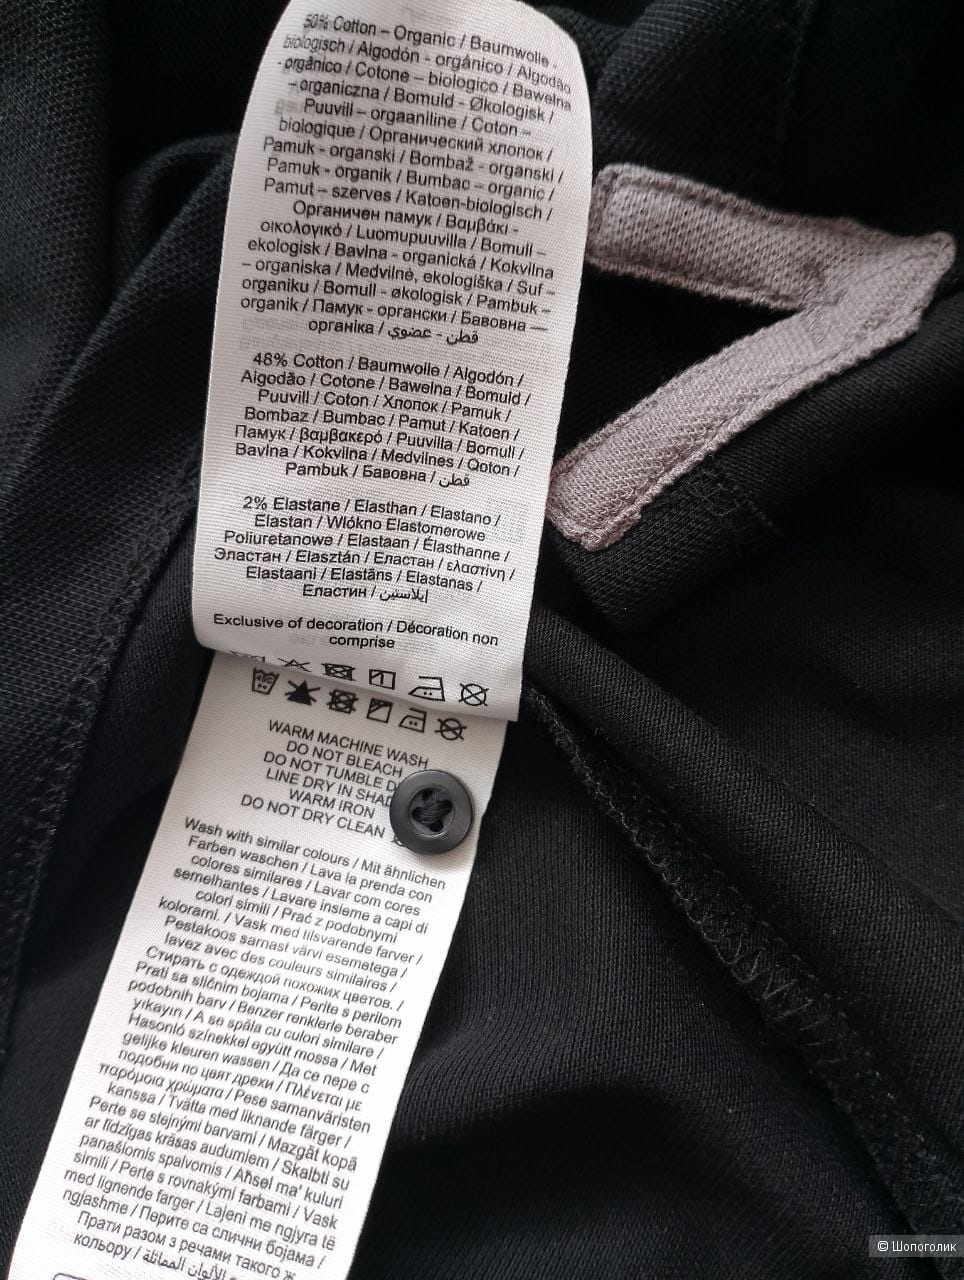 50% Cotton – Organic / Baumwolle -
biologisch / Algodón - orgánico / Algodão
- orgânico / Cotone – biologico / Bawełna
– organiczna / Bomuld - Økologisk /
Puuvill – orgaaniline / Coton –
biologique / Органический хлопок /
Pamuk - organski / Bombaž - organski /
Pamuk - organik / Bumbac – organic /
Pamut – szerves / Katoen-biologisch /
Органичен памук / Βαμβάκι -
οικολογικό / Luomupuuvilla / Bomull –
ekologisk / Bavlna - organická / Kokvilna
– organiska / Medvilnė, ekologiška / Suf –
organiku / Bomull - økologisk / Pambuk –
organik / Памук - органски / Бавовна —
органіка / قطن - عضوي
48% Cotton / Baumwolle / Algodón /
Algodão / Cotone / Bawełna / Bomuld /
Puuvill / Coton / Хлопок / Pamuk /
Bombaz / Bumbac / Pamut / Katoen /
Памук / βαμβακερό / Puuvilla / Bomull /
Bavlna / Kokvilna / Medvilnes / Qoton /
Pambuk / Бавовна / قطن
2% Elastane / Elasthan / Elastano /
Elastan / Włókno Elastomerowe
Poliuretanowe / Elastaan / Élasthanne /
Эластан / Elasztán / Еластан / ελαστίνη /
Elastaani / Elastāns / Elastanas /
Еластин / إيلاستين
Exclusive of decoration / Décoration non
comprise
WARM MACHINE WASH
DO NOT BLEACH
DO NOT TUMBLE D
LINE DRY IN SHA
WARM IRON
DO NOT DRY CLEAN
Wash with similar colours / Mit ähnlichen
Farben waschen / Lava la prenda con
colores similares / Lavar com cores
semelhantes / Lavare insieme a capi di
colori simili / Prać z podobnymi
kolorami. / Vask med tilsvarende farver /
Pestakoos sarnast värvi esemetega /
lavez avec des couleurs similaires /
Стирать с одеждой похожих цветов. /
Prati sa sličnim bojama / Perite s perilom
podobnih barv / Benzer renklerle beraber
yıkayın / A se spăla cu culori similare /
Hasonló színekkel együtt mossa / Met
gelijke kleuren wassen / Да се пере с
подобни по цвят дрехи / Πλένεται με
παρόμοια χρώματα / Pese samanväristen
kanssa / Tvätta med liknande färger /
Perte se stejnými barvami / Mazgāt kopā
ar līdzīgas krāsas audumiem / Skalbti su
panašiomis spalvomis / Aħsel ma' kuluri
simili / Perte s rovnakými farbami / Vask
med lignende farger / Lajeni me ngjyra të
ngjashme / Перите са слични бојама /
Прати разом з речами такого ж
кольору / الألوان المماثلة
© Шопоголик